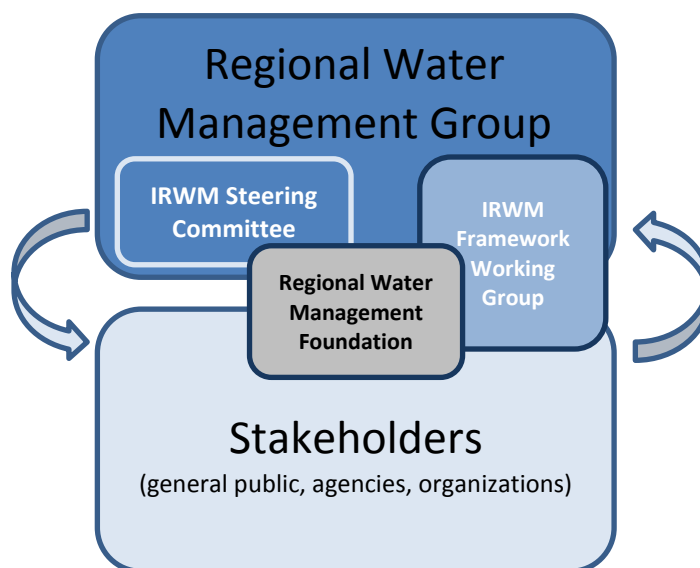 Regional Water
Management Group
IRWM Steering
Committee
IRWM
Framework
Working
Group
Regional Water
Management
Foundation
Stakeholders
(general public, agencies, organizations)